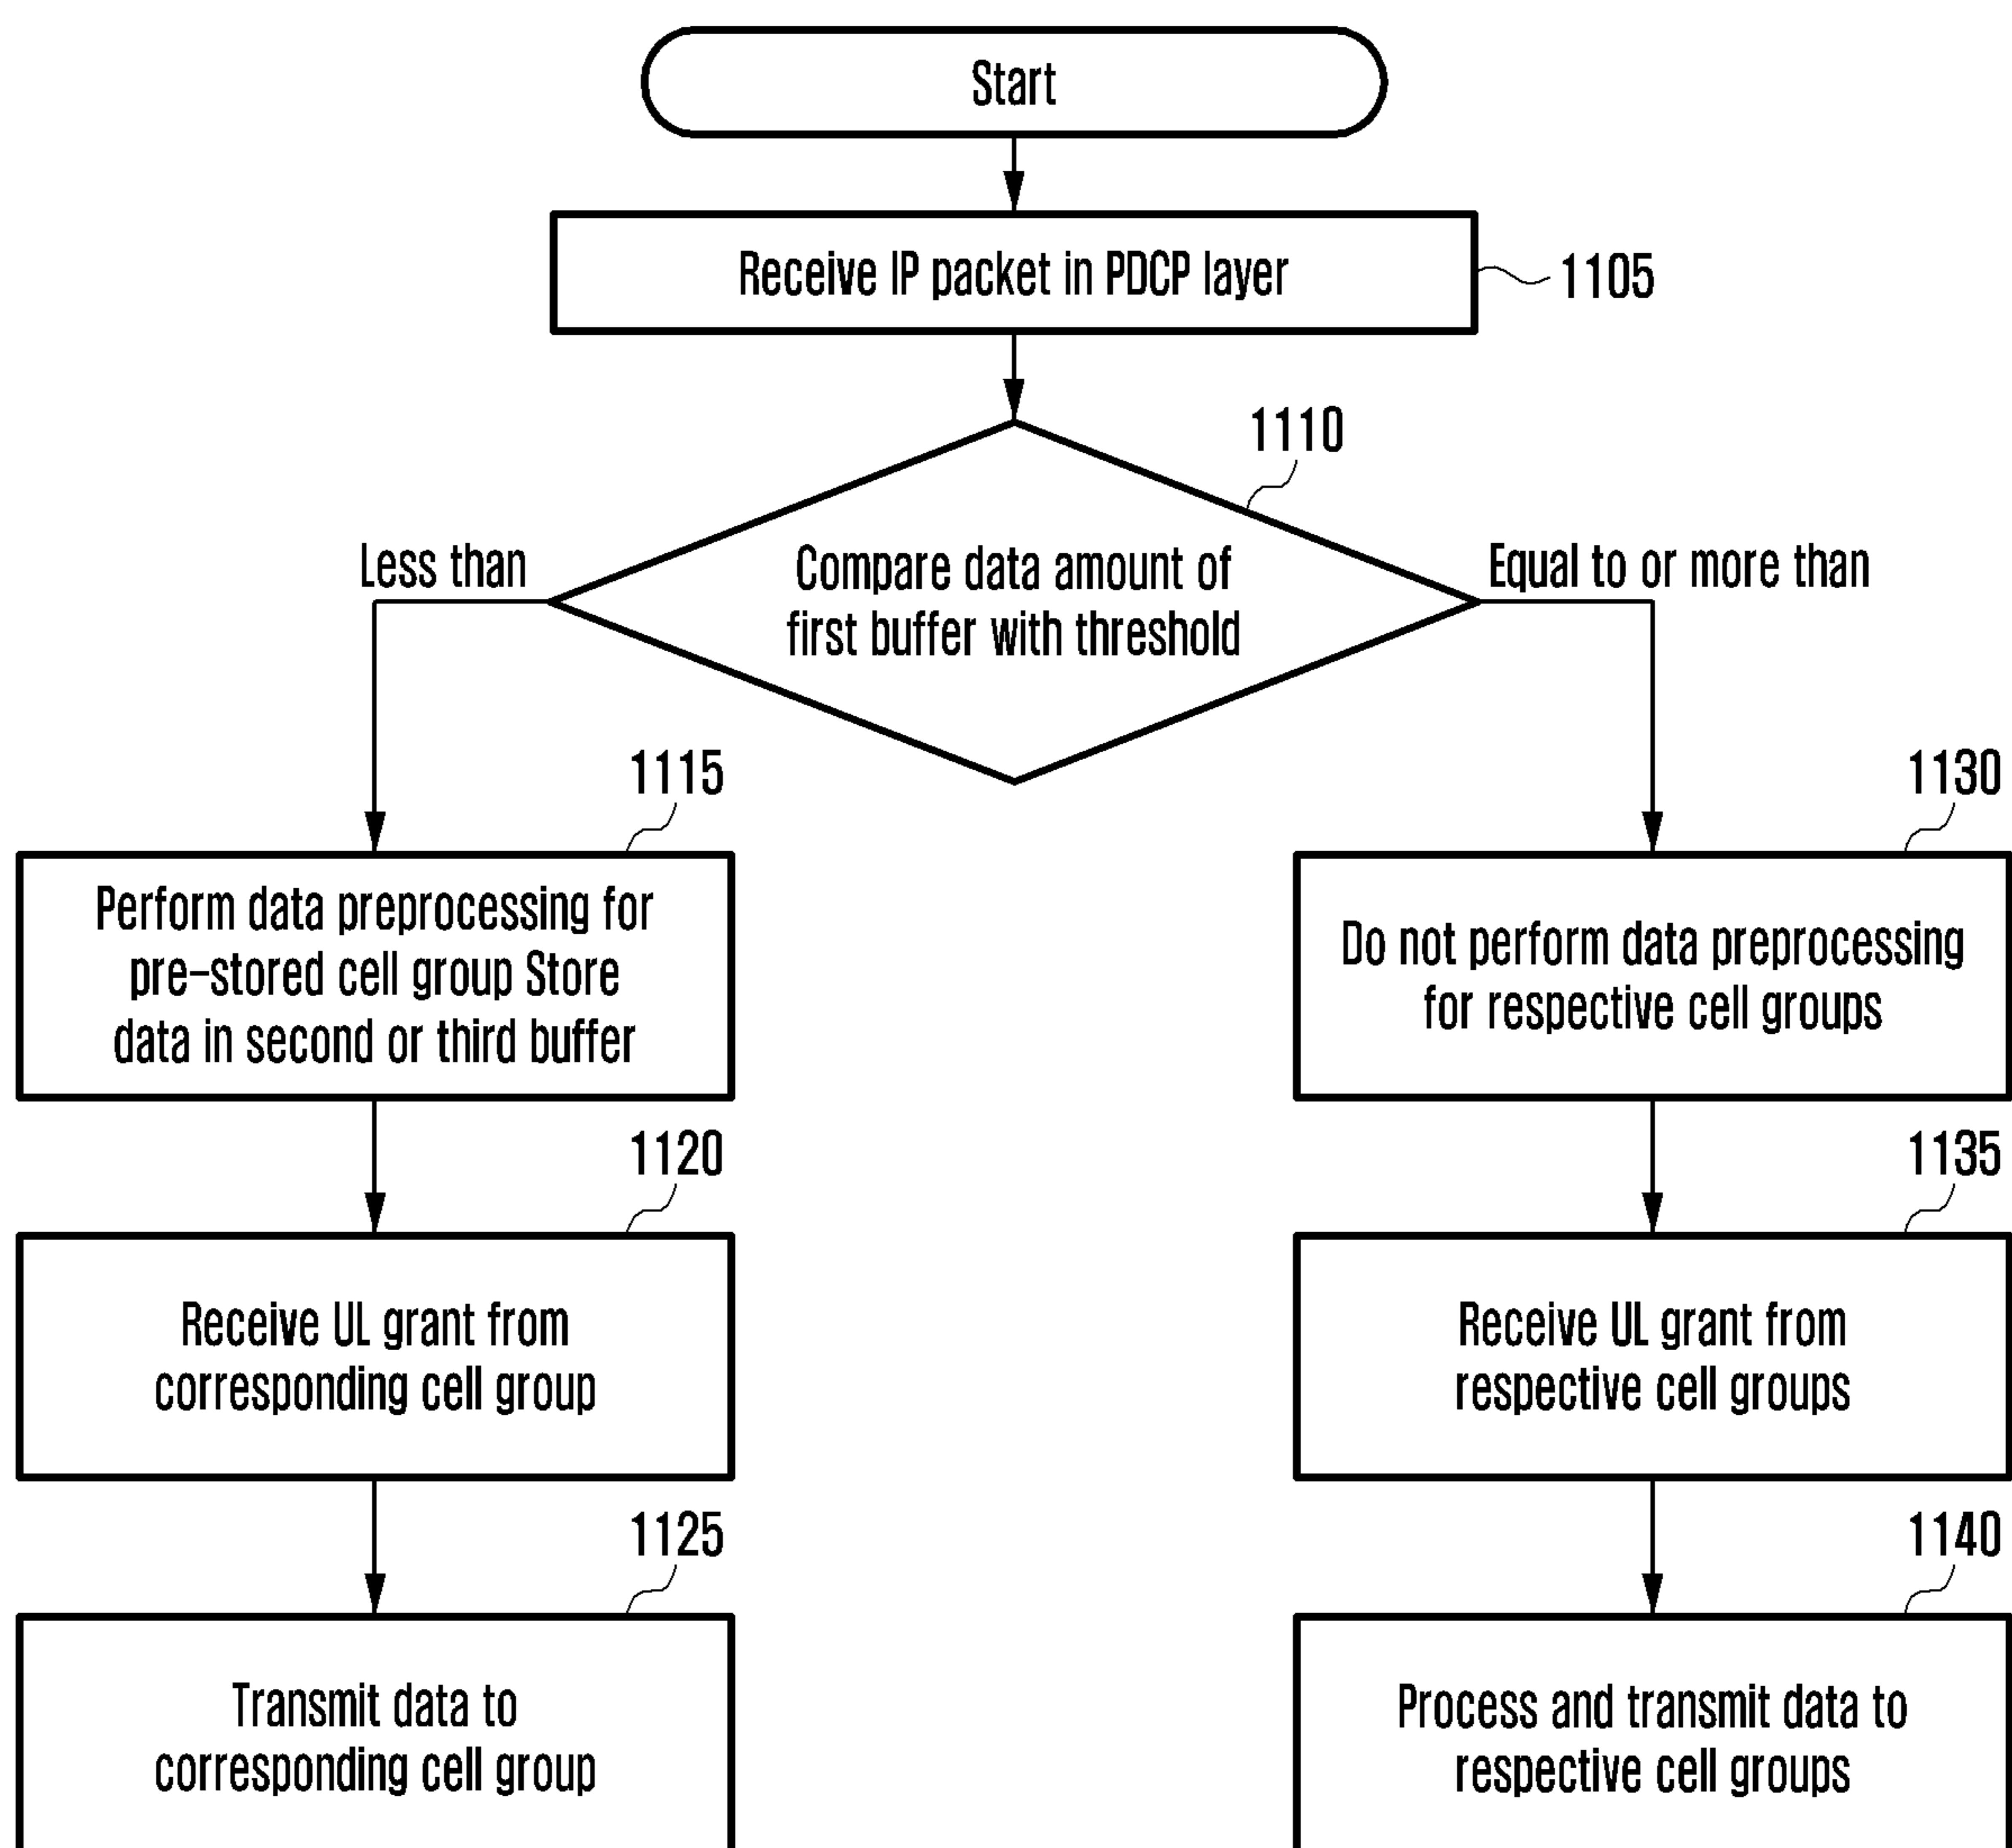 Start
Receive IP packet in PDCP layer
1105
1110
Compare data amount of
first buffer with threshold
Less than
Equal to or more than
1115
Perform data preprocessing for
pre-stored cell group Store
data in second or third buffer
1120
Receive UL grant from
corresponding cell group
1125
Transmit data to
corresponding cell group
1130
Do not perform data preprocessing
for respective cell groups
1135
Receive UL grant from
respective cell groups
1140
Process and transmit data to
respective cell groups